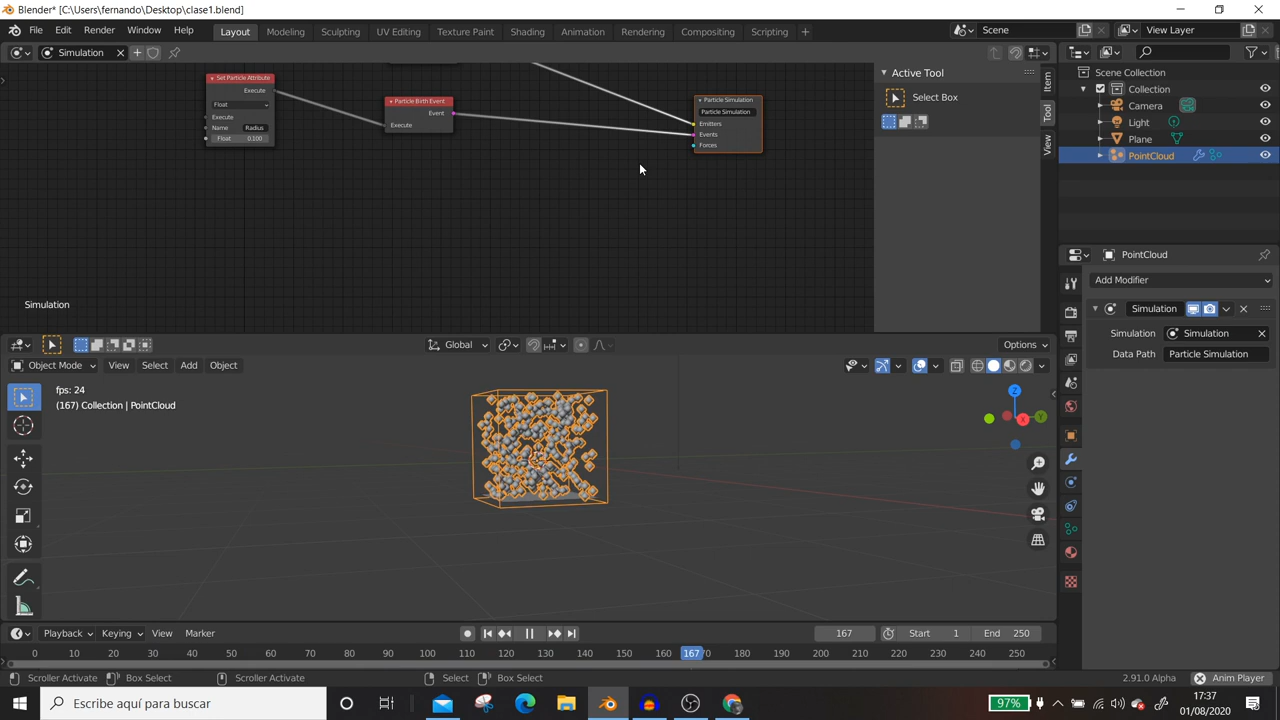 Blender* [C:\Users\fernando\Desktop\clase1.blend]
File Edit Render Window Help Layout Modeling Sculpting UV Editing Texture Paint Shading Animation Rendering Compositing Scripting + Scene View Layer
Simulation
Set Particle Attribute
Execute
Float
Execute
Name Radius
Float 0.100
Particle Birth Event
Event
Execute
Particle Simulation
Particle Simulation
Emitters
Events
Forces
Simulation
Active Tool
Select Box
Item
Tool
View
Scene Collection
Collection
Camera
Light
Plane
PointCloud
PointCloud
Add Modifier
Simulation
Simulation Simulation
Data Path Particle Simulation
Global Options
Object Mode View Select Add Object
fps: 24
(167) Collection | PointCloud
Z
Y
X
Playback Keying View Marker 167 Start 1 End 250
0 10 20 30 40 50 60 70 80 90 100 110 120 130 140 150 160 167 70 180 190 200 210 220 230 240 250
Scroller Activate Box Select Scroller Activate Select Box Select 2.91.0 Alpha Anim Player
Escribe aquí para buscar
97%
17:37
01/08/2020